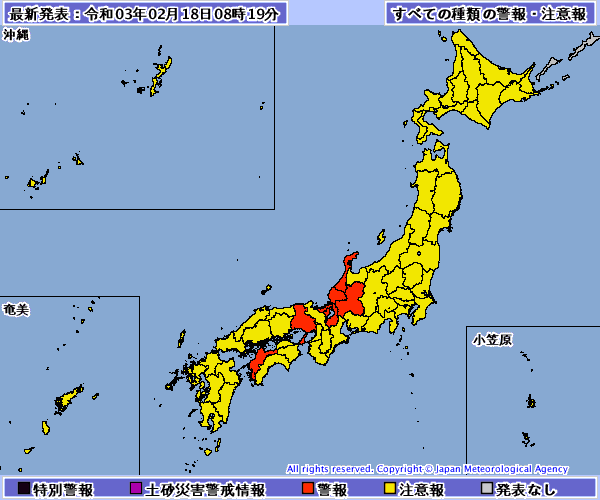 最新発表：令和03年02月18日08時19分
すべての種類の警報・注意報
沖縄
奄美
小笠原
All rights reserved. Copyright © Japan Meteorological Agency
特別警報 土砂災害警戒情報 警報 注意報 発表なし